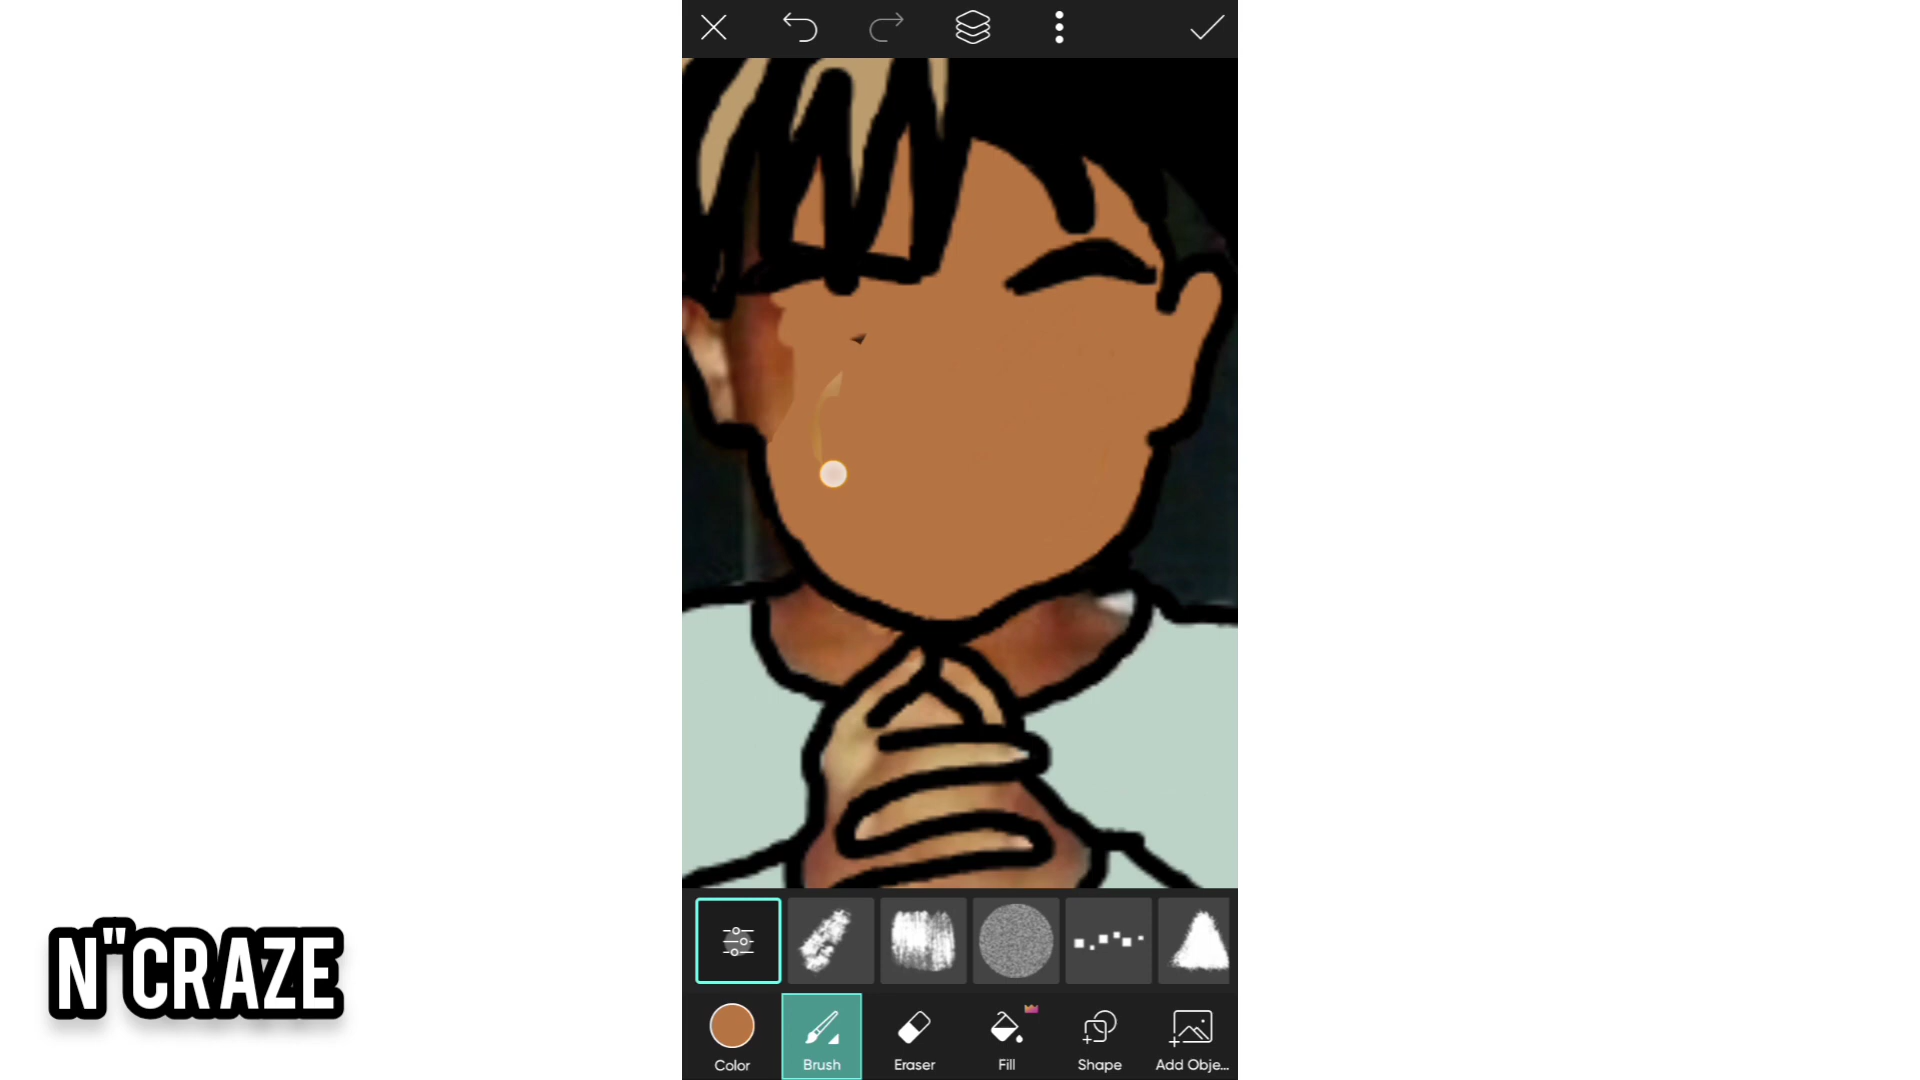 N"CRAZE
Color
Brush
Eraser
Fill
Shape
Add Obje...